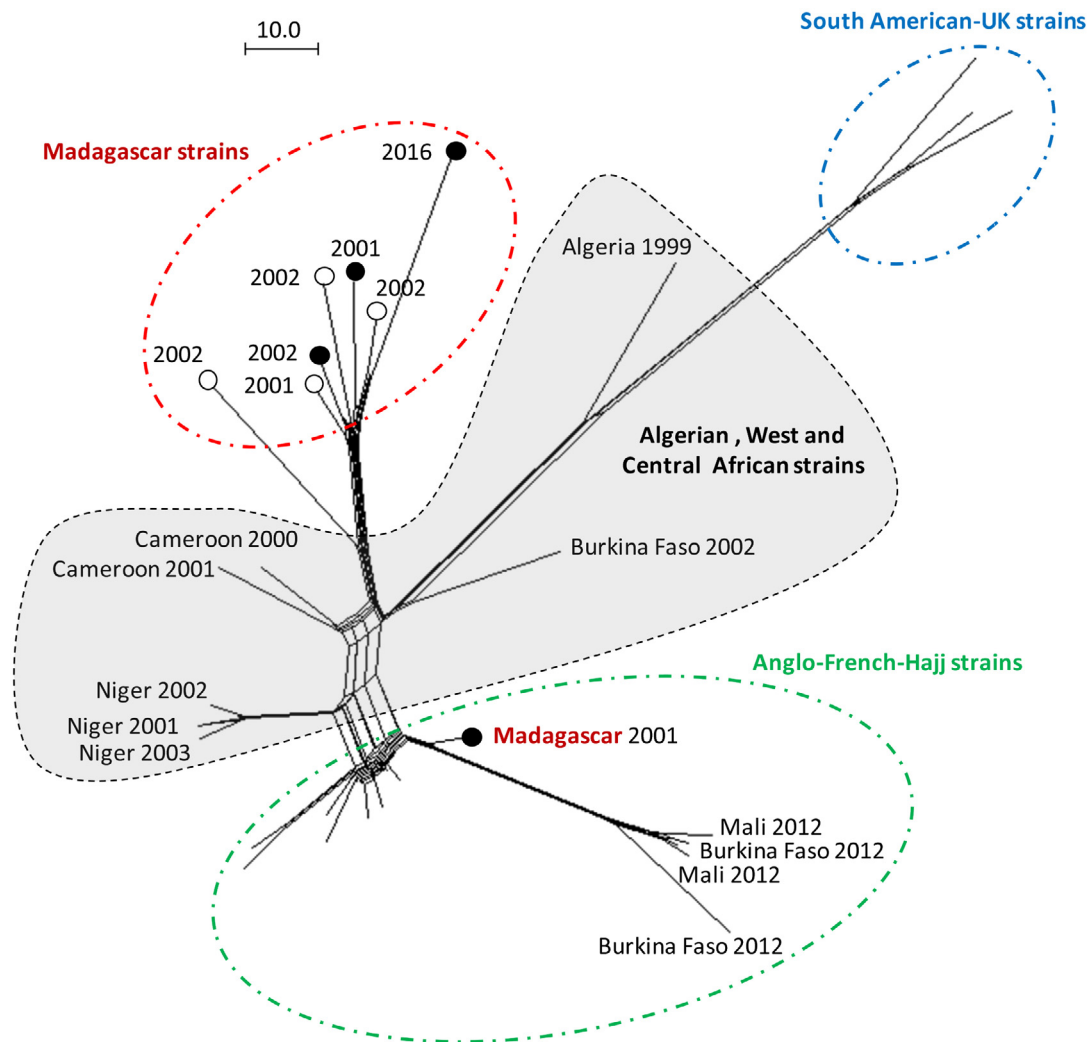 South American-UK strains
10.0
Madagascar strains
2016
2001
2002
2002
2002
2002
2001
Algeria 1999
Algerian , West and
Central African strains
Cameroon 2000
Cameroon 2001
Burkina Faso 2002
Anglo-French-Hajj strains
Niger 2002
Niger 2001
Niger 2003
Madagascar 2001
Mali 2012
Burkina Faso 2012
Mali 2012
Burkina Faso 2012